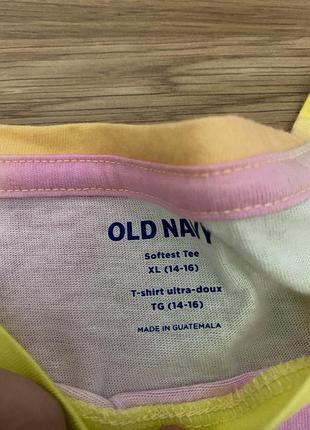 OLD NAVY
Softest Tee
XL (14-16)
T-shirt ultra-doux
TG (14-16)
MADE IN GUATEMALA